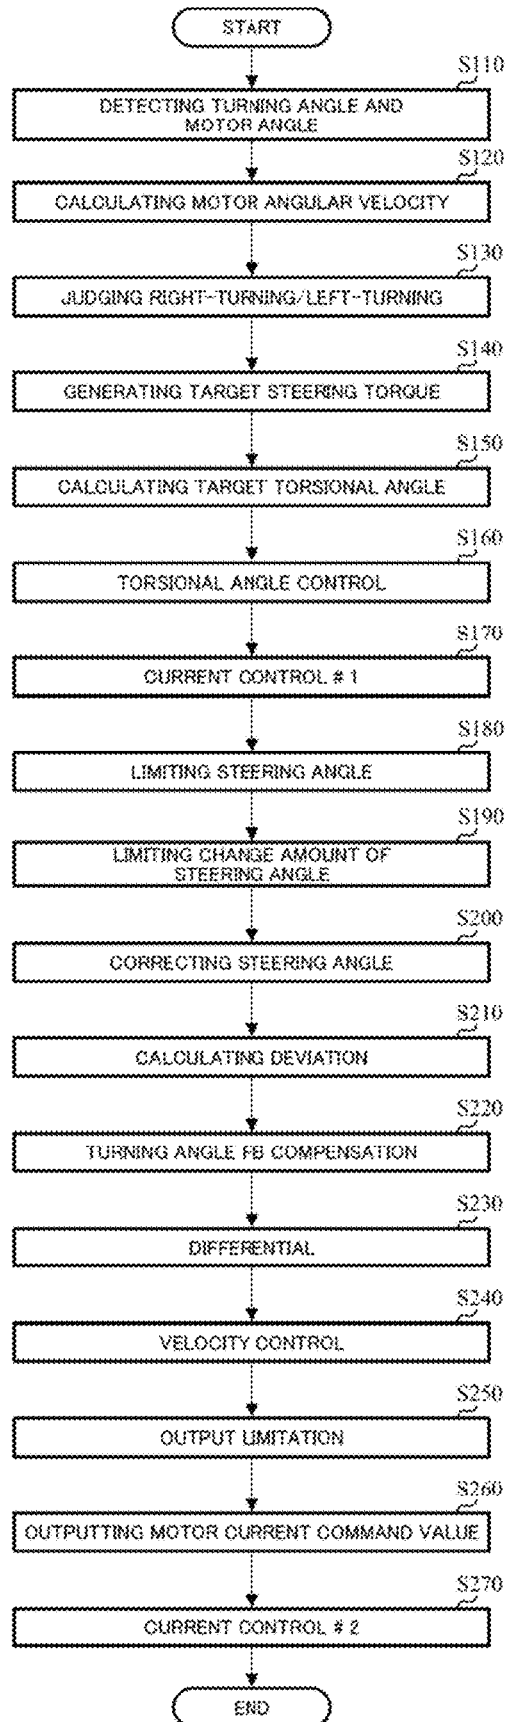 START
S110
DETECTING TURNING ANGLE AND
MOTOR ANGLE
S120
CALCULATING MOTOR ANGULAR VELOCITY
S130
JUDGING RIGHT-TURNING/LEFT-TURNING
S140
GENERATING TARGET STEERING TORQUE
S150
CALCULATING TARGET TORSIONAL ANGLE
S160
TORSIONAL ANGLE CONTROL
S170
CURRENT CONTROL # 1
S180
LIMITING STEERING ANGLE
S190
LIMITING CHANGE AMOUNT OF
STEERING ANGLE
S200
CORRECTING STEERING ANGLE
S210
CALCULATING DEVIATION
S220
TURNING ANGLE FB COMPENSATION
S230
DIFFERENTIAL
S240
VELOCITY CONTROL
S250
OUTPUT LIMITATION
S260
OUTPUTTING MOTOR CURRENT COMMAND VALUE
S270
CURRENT CONTROL # 2
END